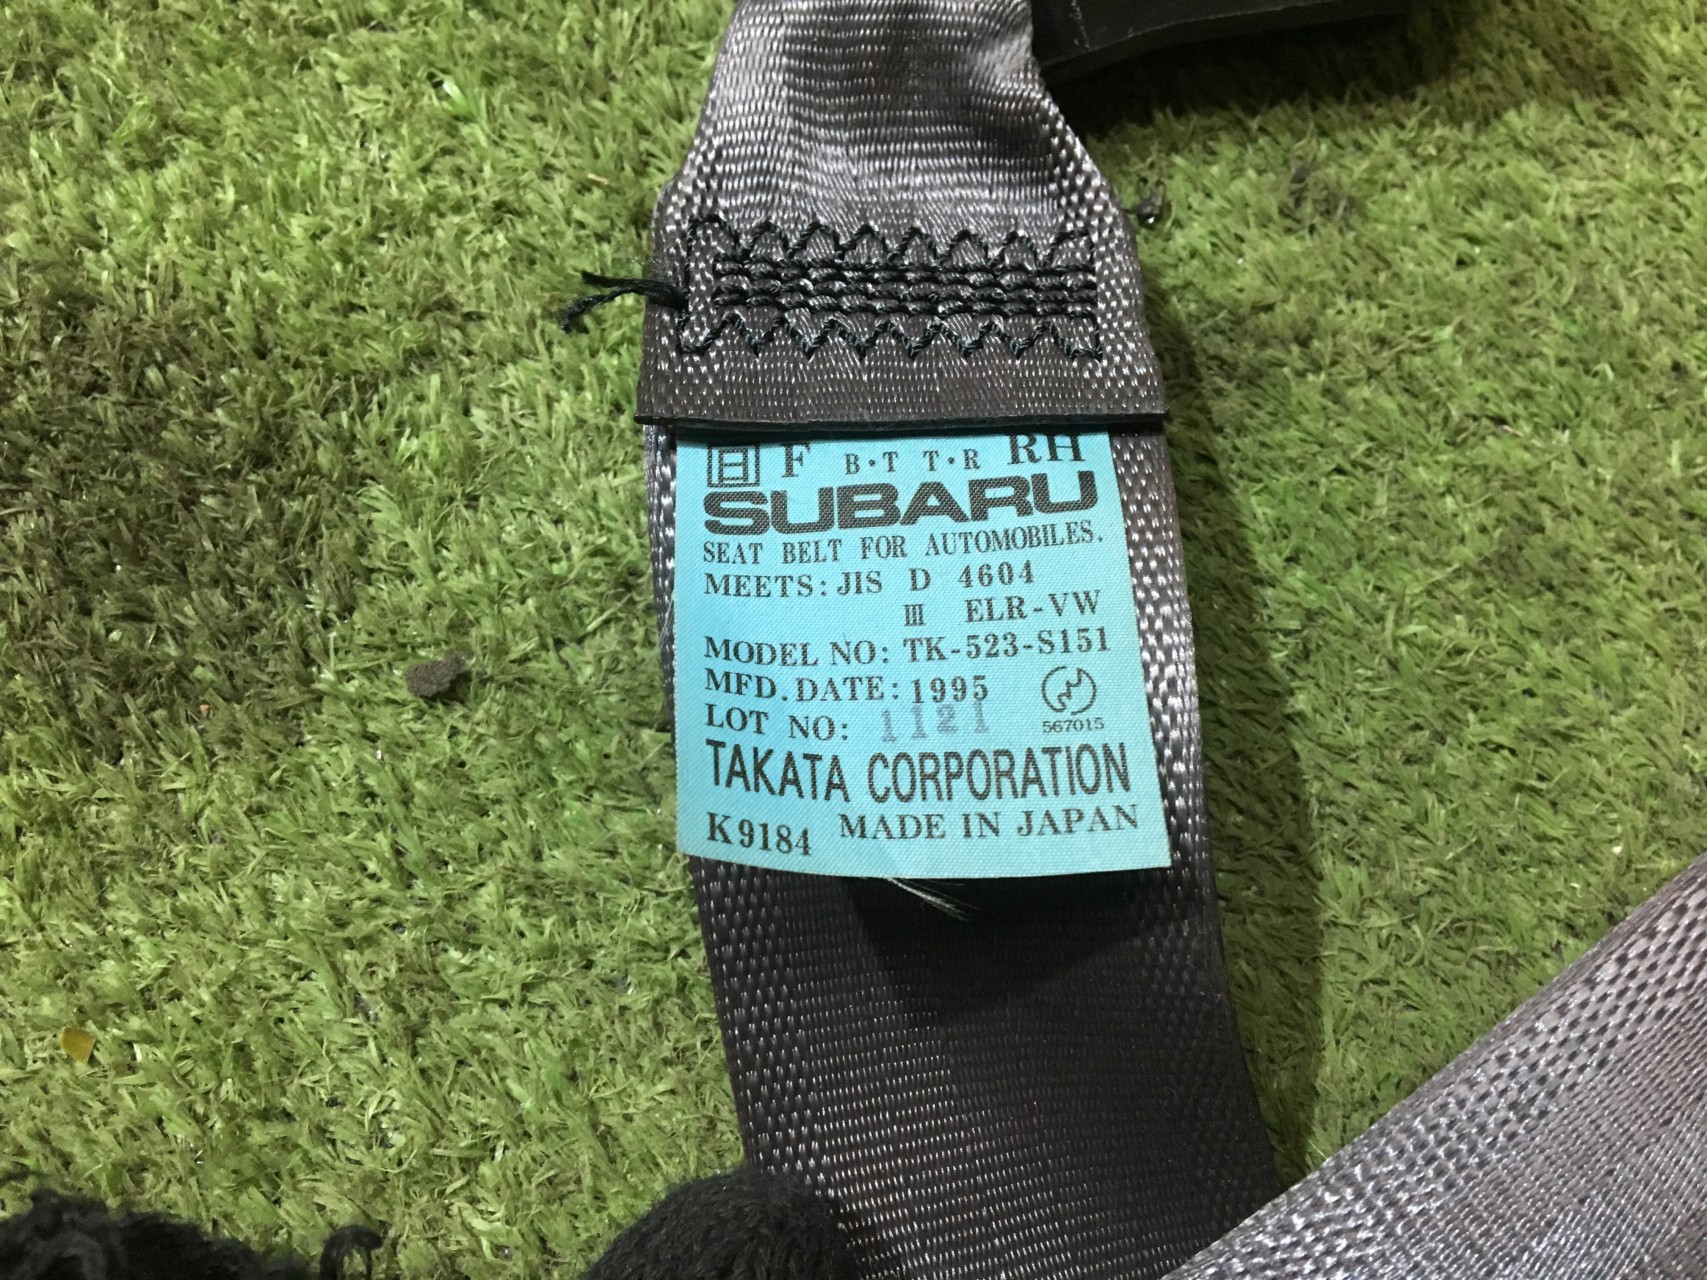 日 F B・T T・R RH
SUBARU
SEAT BELT FOR AUTOMOBILES.
MEETS: JIS D 4604
III ELR-VW
MODEL NO: TK-523-S151
MFD. DATE: 1995
LOT NO: 1121
567015
TAKATA CORPORATION
K9184 MADE IN JAPAN